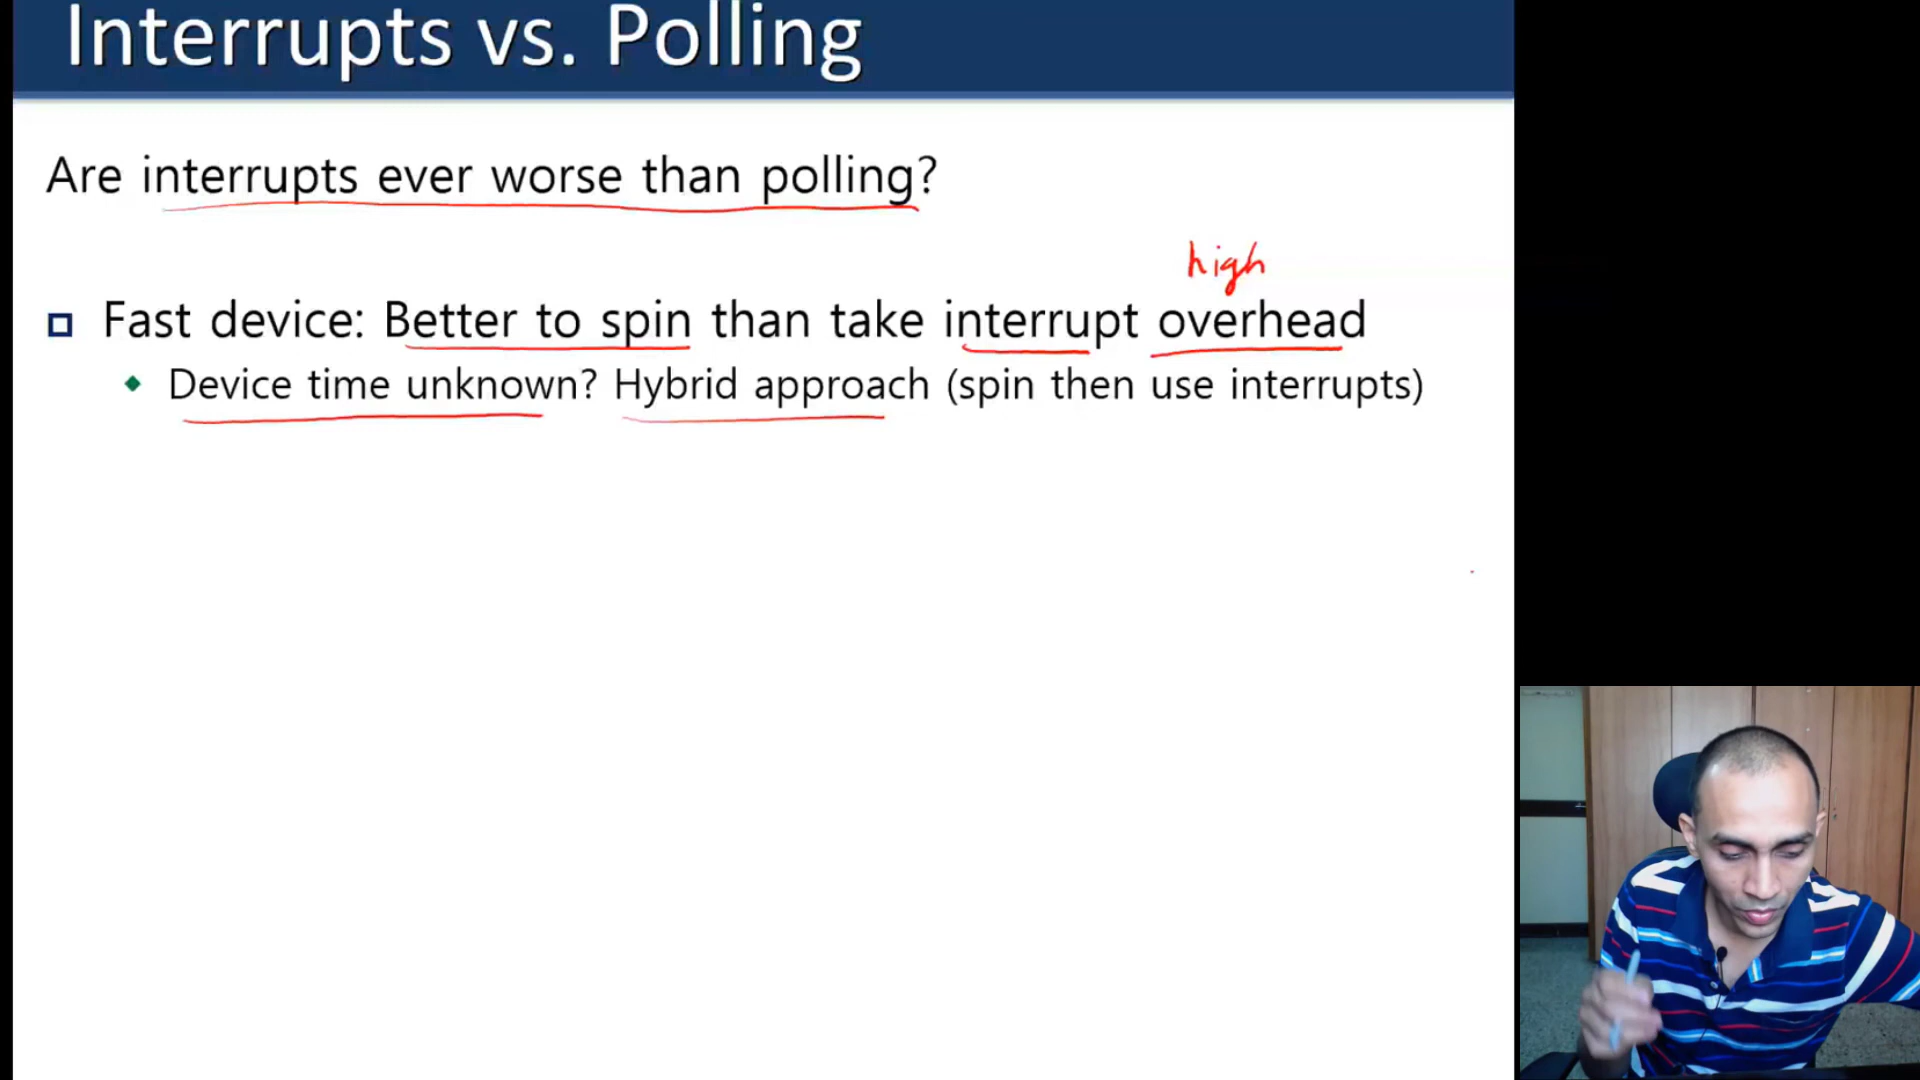 Interrupts vs. Polling
Are interrupts ever worse than polling?
high
Fast device: Better to spin than take interrupt overhead
Device time unknown? Hybrid approach (spin then use interrupts)